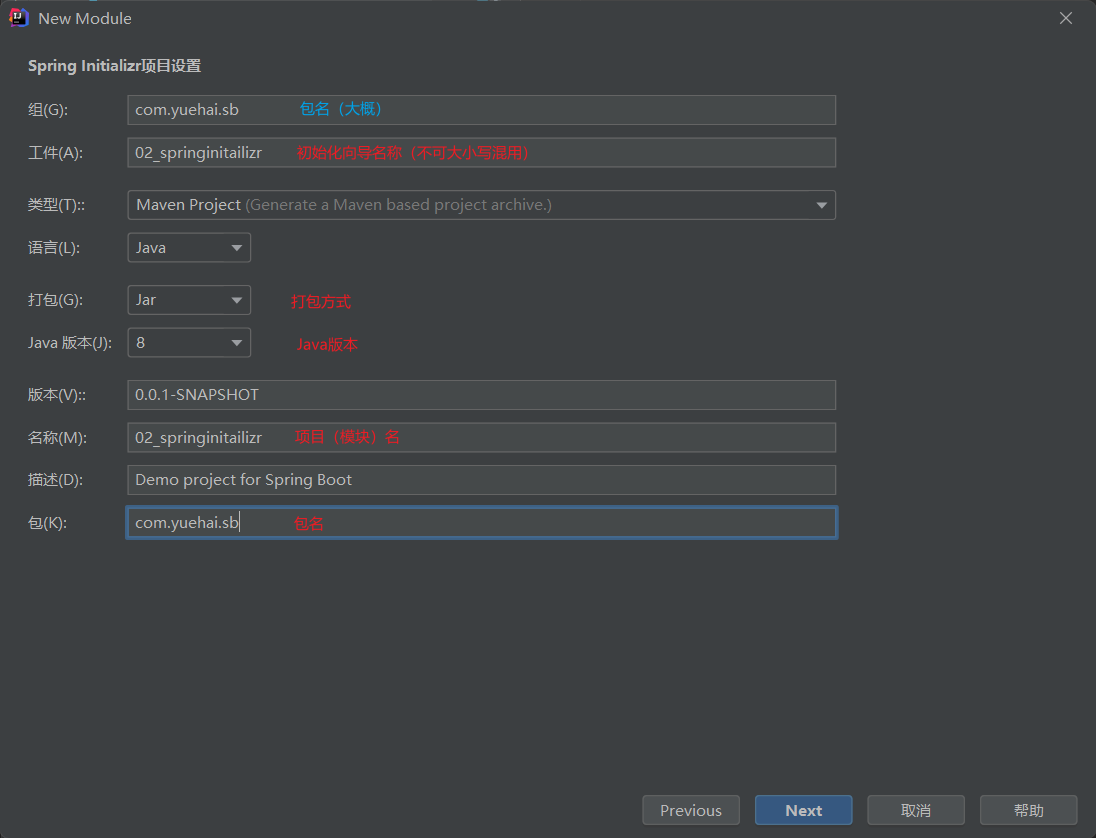 New Module
Spring Initializr项目设置
组(G): com.yuehai.sb 包名（大概）
工件(A): 02_springinitailizr 初始化向导名称（不可大小写混用）
类型(T):: Maven Project (Generate a Maven based project archive.)
语言(L): Java
打包(G): Jar 打包方式
Java 版本(J): 8 Java版本
版本(V):: 0.0.1-SNAPSHOT
名称(M): 02_springinitailizr 项目（模块）名
描述(D): Demo project for Spring Boot
包(K): com.yuehai.sb 包名
Previous Next 取消 帮助